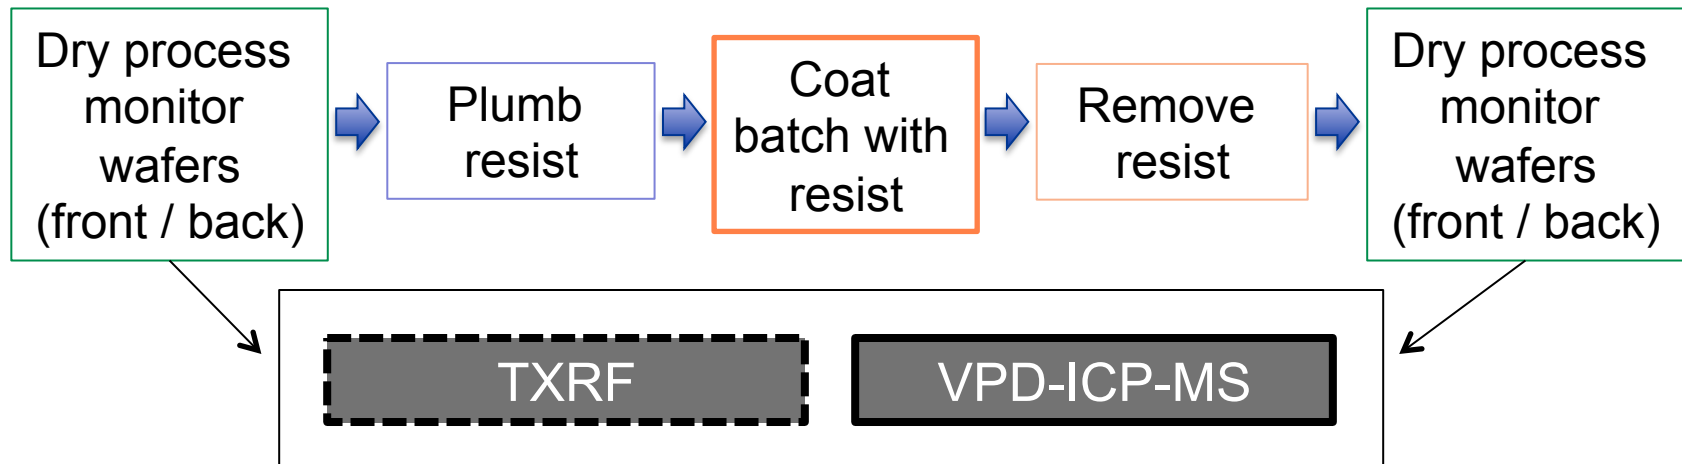 Dry process
monitor
wafers
(front / back)
Plumb
resist
Coat
batch with
resist
Remove
resist
Dry process
monitor
wafers
(front / back)
TXRF
VPD-ICP-MS